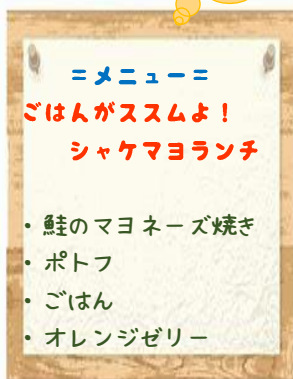 =メニュー=
ごはんがススムよ!
シャケマヨランチ
・鮭のマヨネーズ焼き
・ポトフ
・ごはん
・オレンジゼリー